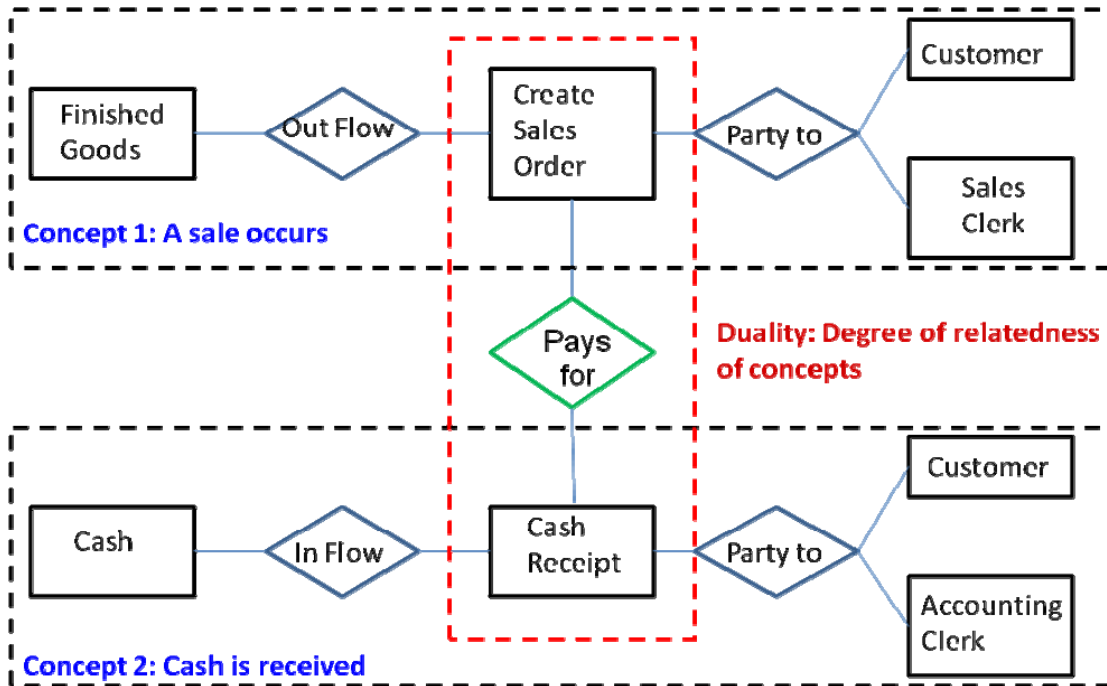 Finished
Goods
Out Flow
Create
Sales
Order
Party to
Customer
Sales
Clerk
Concept 1: A sale occurs
Pays
for
Duality: Degree of relatedness
of concepts
Cash
In Flow
Cash
Receipt
Party to
Customer
Accounting
Clerk
Concept 2: Cash is received